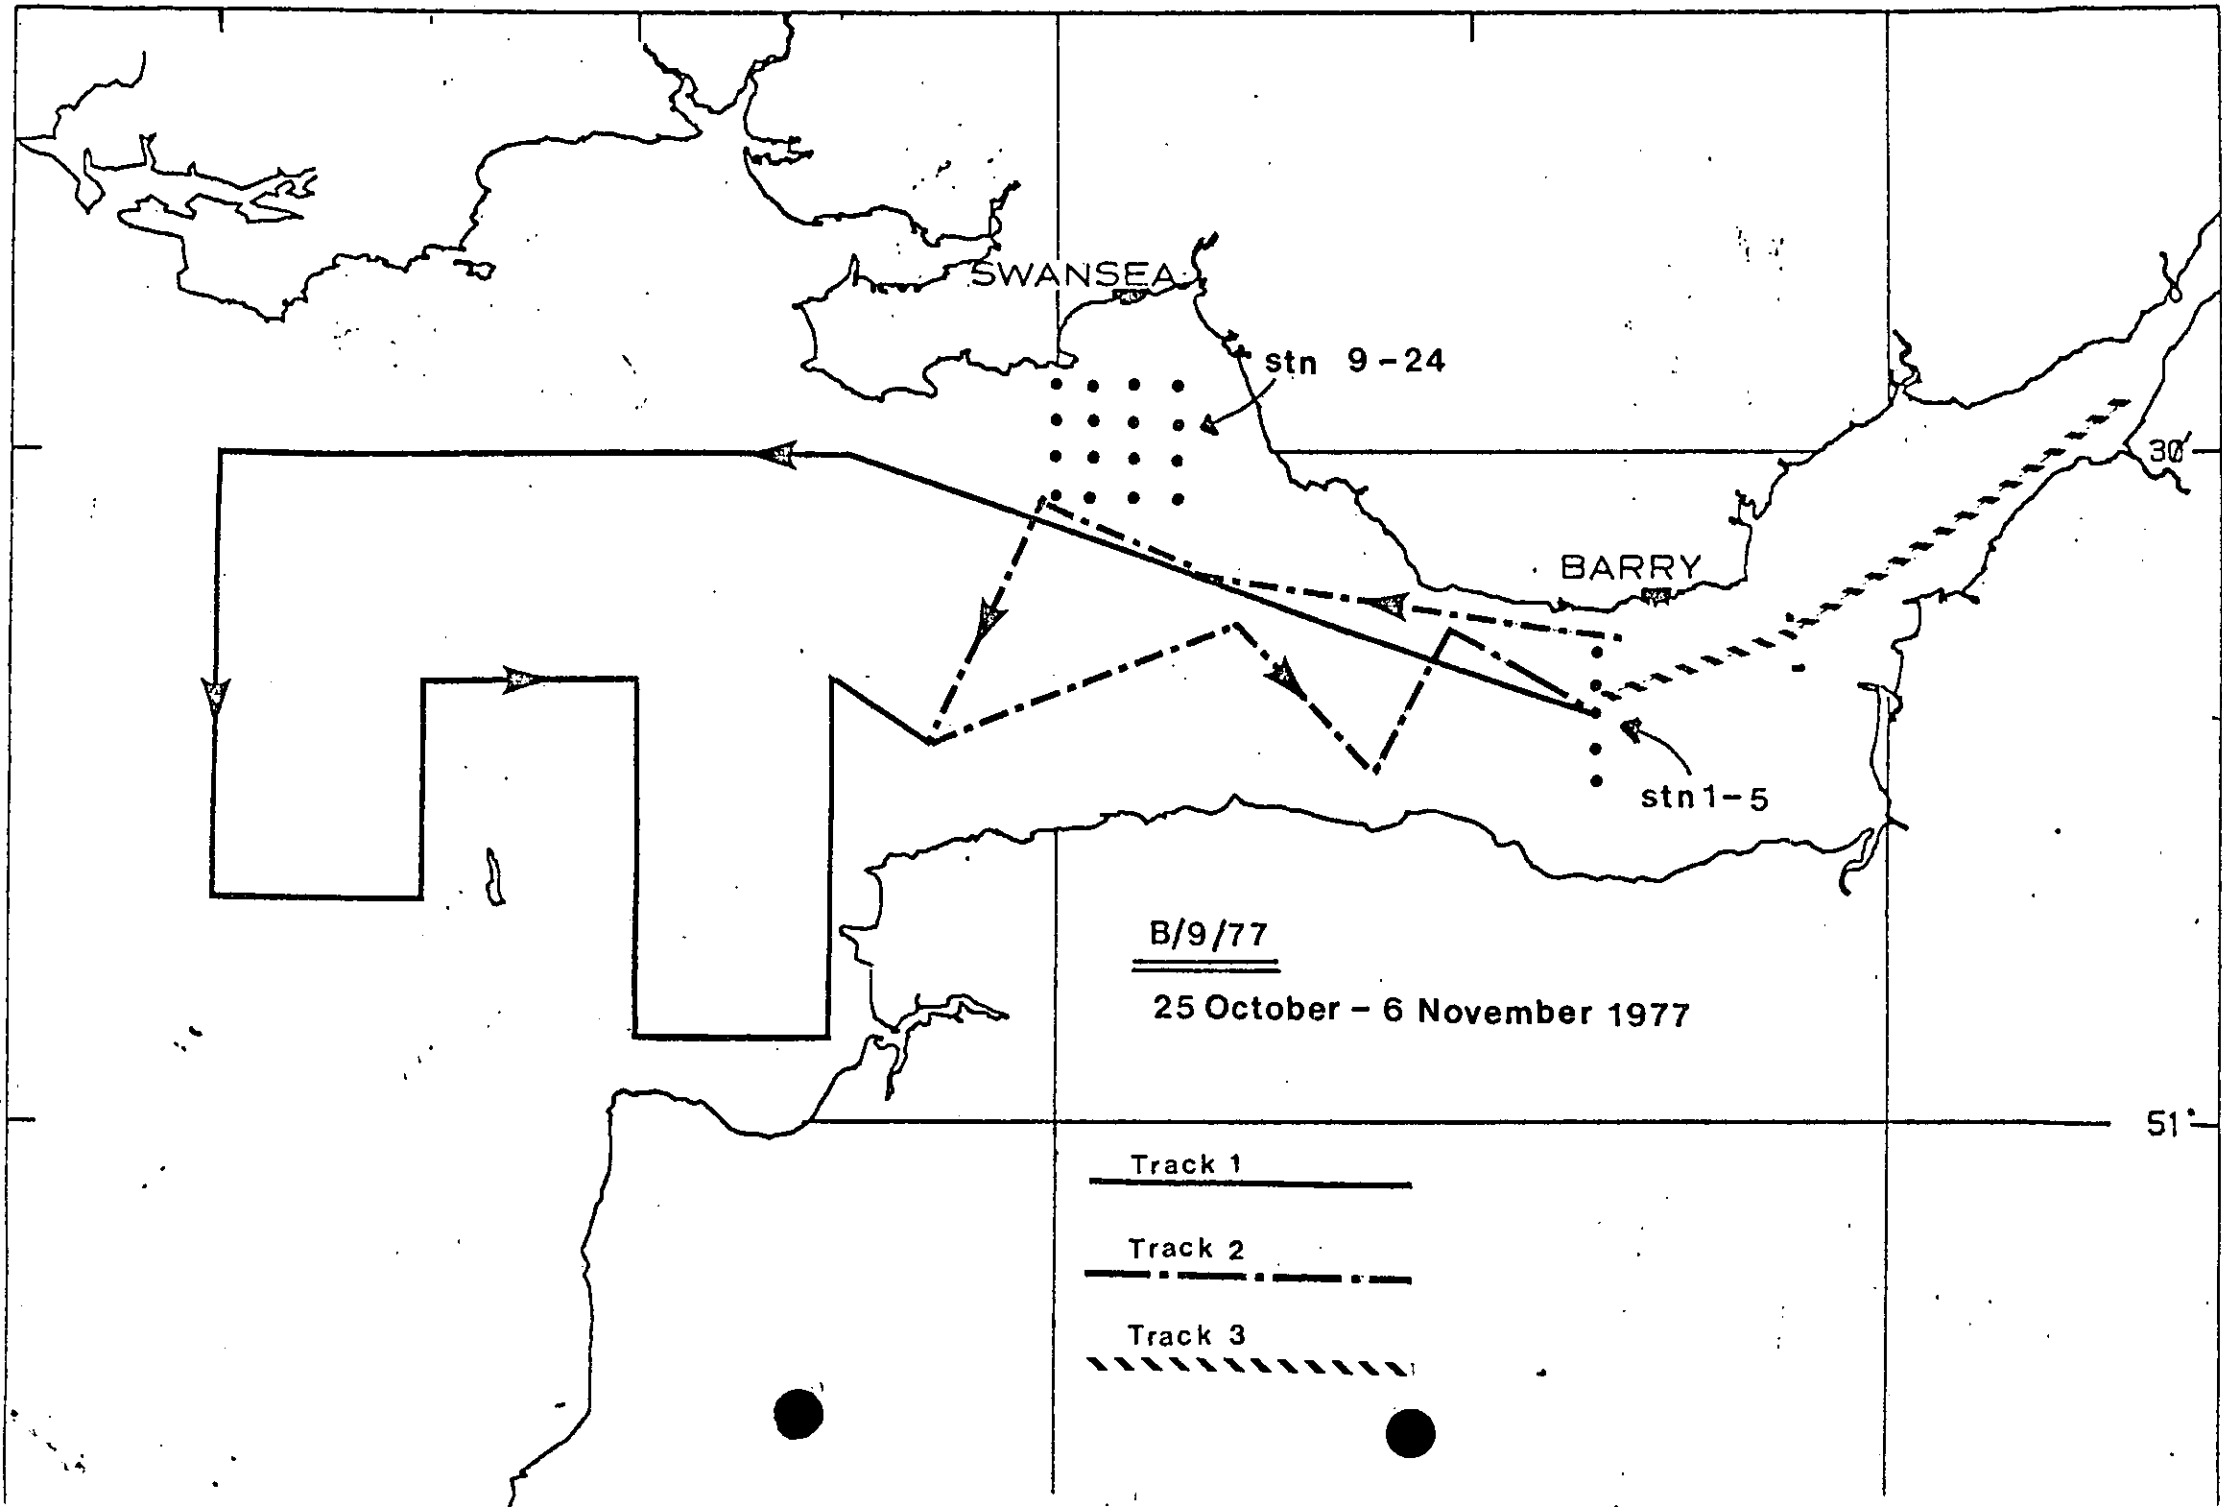 SWANSEA
stn 9-24
30'
BARRY
stn 1-5
B/9/77
25 October - 6 November 1977
51°
Track 1
Track 2
Track 3